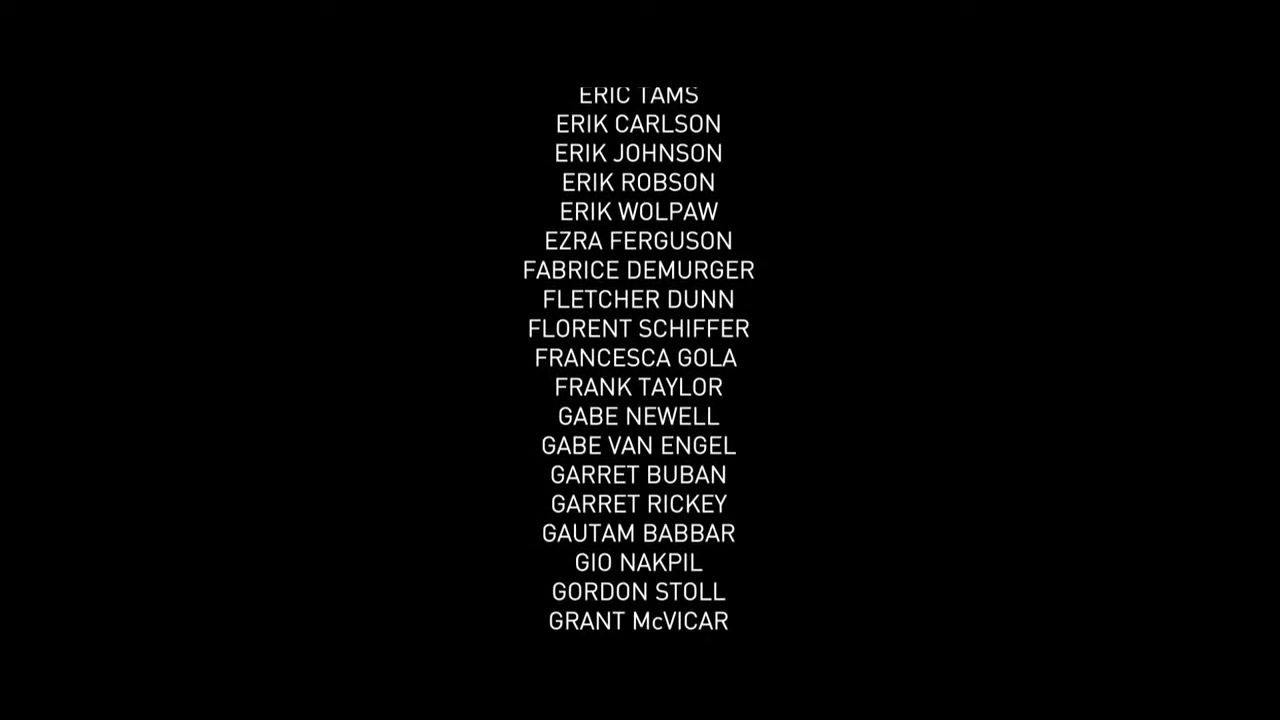 ERIC TAMS
ERIK CARLSON
ERIK JOHNSON
ERIK ROBSON
ERIK WOLPAW
EZRA FERGUSON
FABRICE DEMURGER
FLETCHER DUNN
FLORENT SCHIFFER
FRANCESCA GOLA
FRANK TAYLOR
GABE NEWELL
GABE VAN ENGEL
GARRET BUBAN
GARRET RICKEY
GAUTAM BABBAR
GIO NAKPIL
GORDON STOLL
GRANT McVICAR